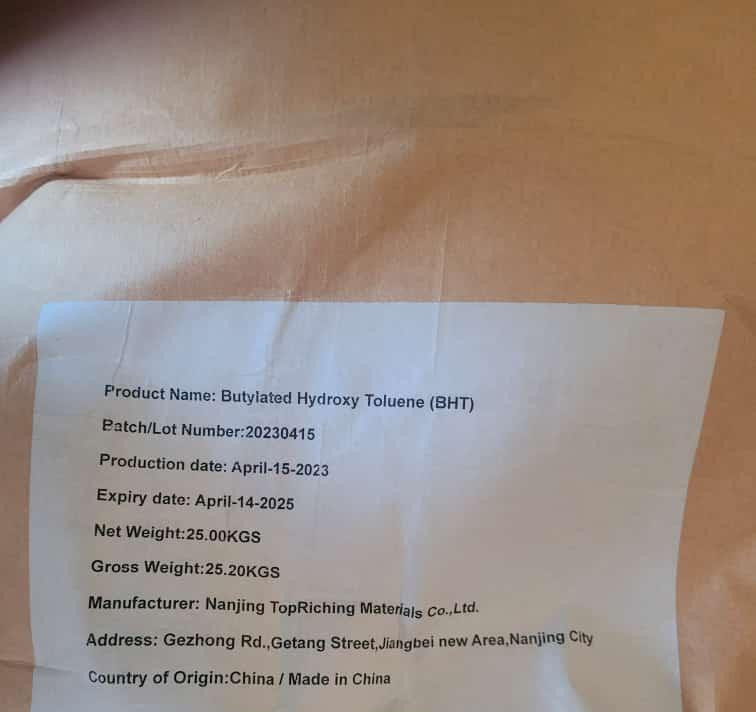 Product Name: Butylated Hydroxy Toluene (BHT)
Batch/Lot Number:20230415
Production date: April-15-2023
Expiry date: April-14-2025
Net Weight:25.00KGS
Gross Weight:25.20KGS
Manufacturer: Nanjing TopRiching Materials Co.,Ltd.
Address: Gezhong Rd.,Getang Street,Jiangbei new Area,Nanjing City
Country of Origin:China / Made in China